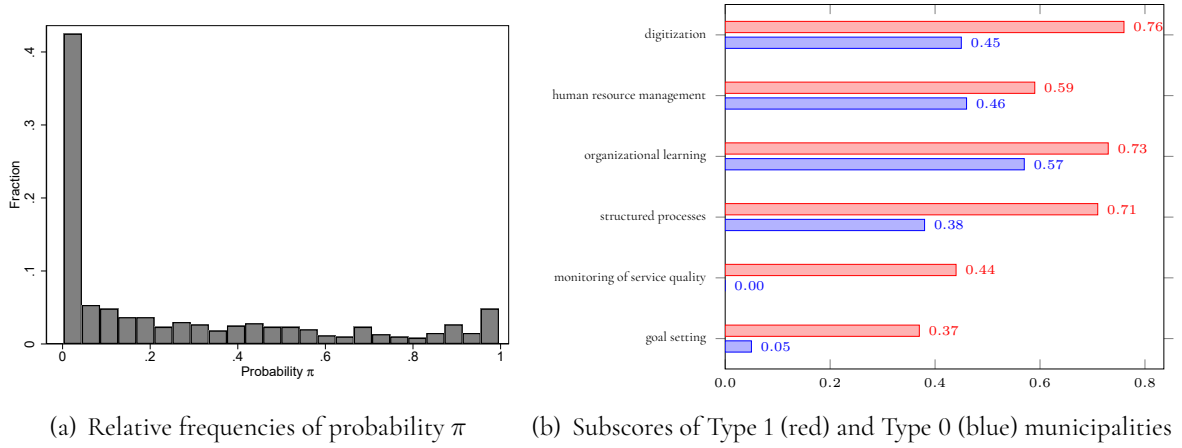 Fraction
.4
.3
.2
.1
0
0
.2
.4
.6
.8
1
Probability π
(a) Relative frequencies of probability π
digitization
0.76
0.45
human resource management
0.59
0.46
organizational learning
0.73
0.57
structured processes
0.71
0.38
monitoring of service quality
0.44
0.00
goal setting
0.37
0.05
0.0
0.2
0.4
0.6
0.8
(b) Subscores of Type 1 (red) and Type 0 (blue) municipalities